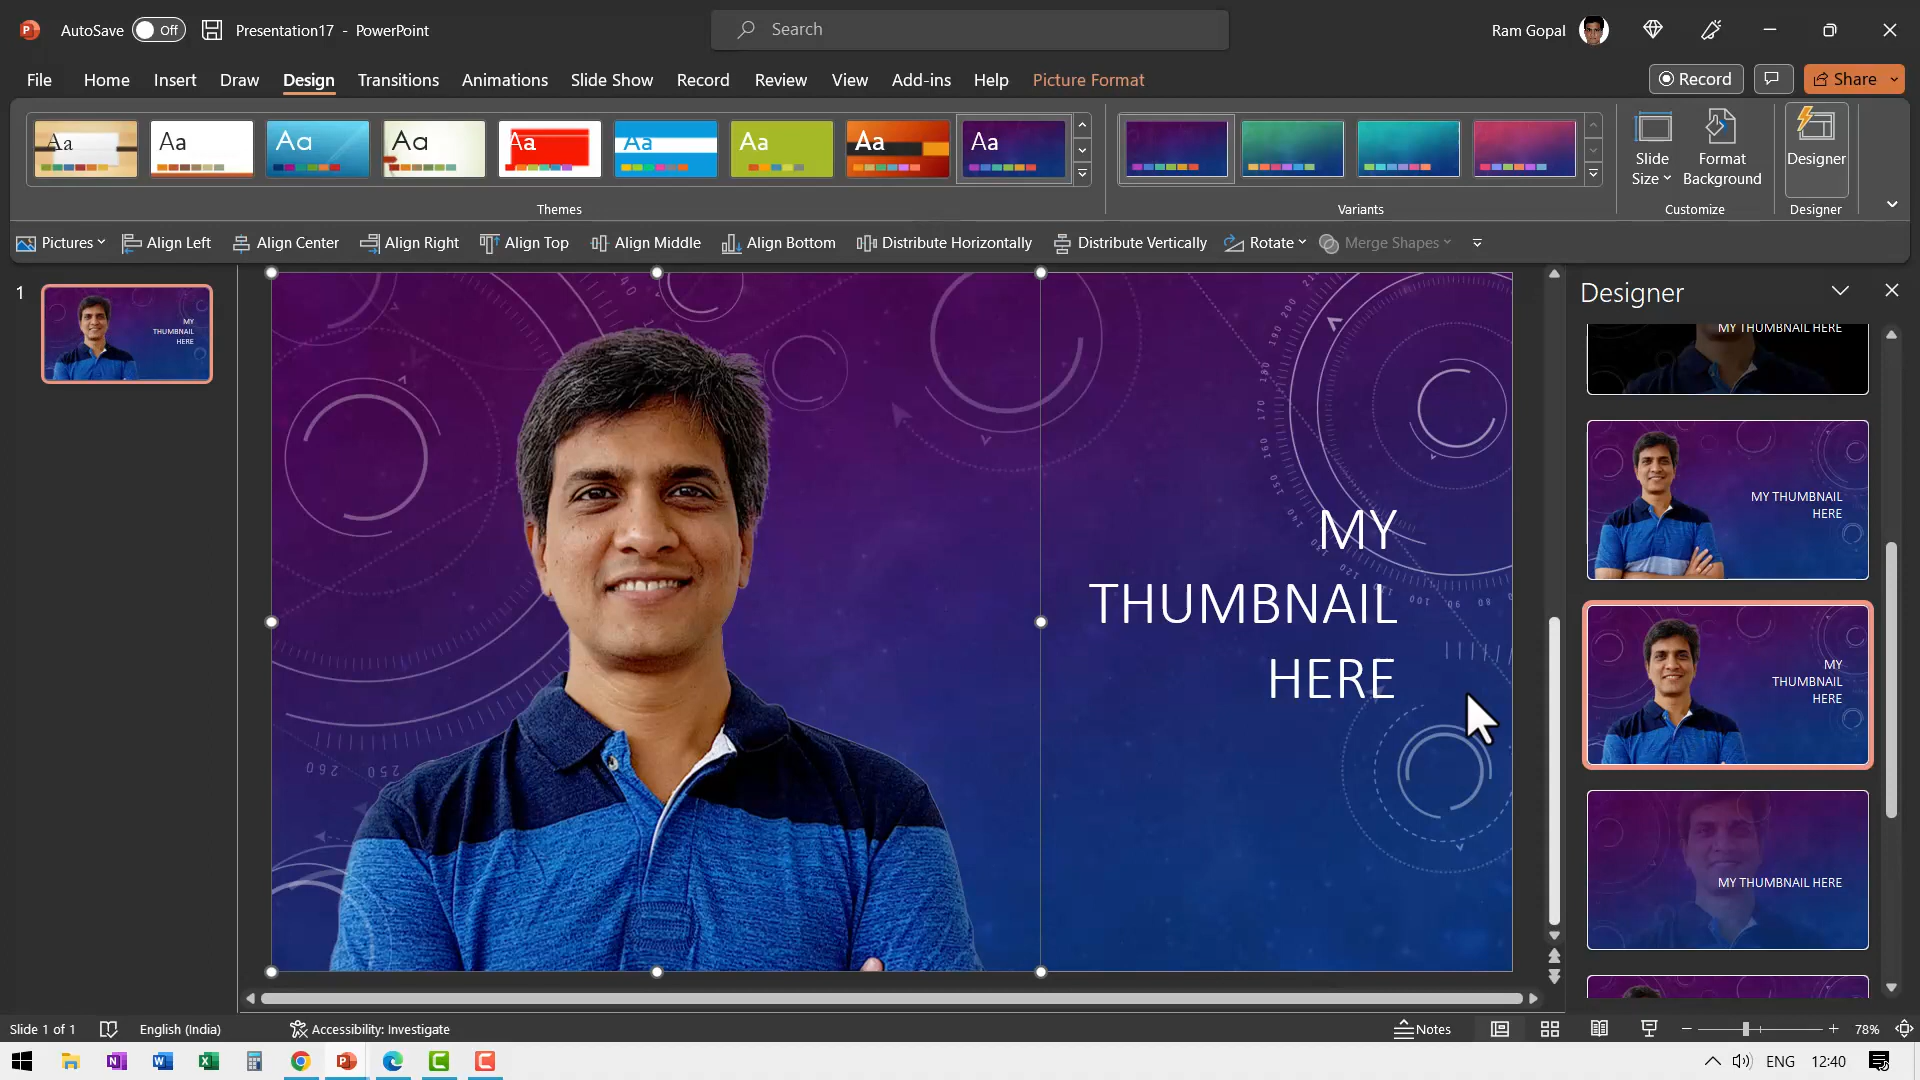 AutoSave Off Presentation17 - PowerPoint Search Ram Gopal
File Home Insert Draw Design Transitions Animations Slide Show Record Review View Add-ins Help Picture Format Record Share
Aa Aa Aa Aa Aa Aa Aa Aa Aa
Slide Size Format Background Designer
Themes Variants Customize Designer
Pictures Align Left Align Center Align Right Align Top Align Middle Align Bottom Distribute Horizontally Distribute Vertically Rotate Merge Shapes
1
MY
THUMBNAIL
HERE
MY
THUMBNAIL
HERE
Designer
MY THUMBNAIL HERE
MY THUMBNAIL
HERE
MY
THUMBNAIL
HERE
MY THUMBNAIL HERE
Slide 1 of 1 English (India) Accessibility: Investigate Notes 78%
ENG 12:40